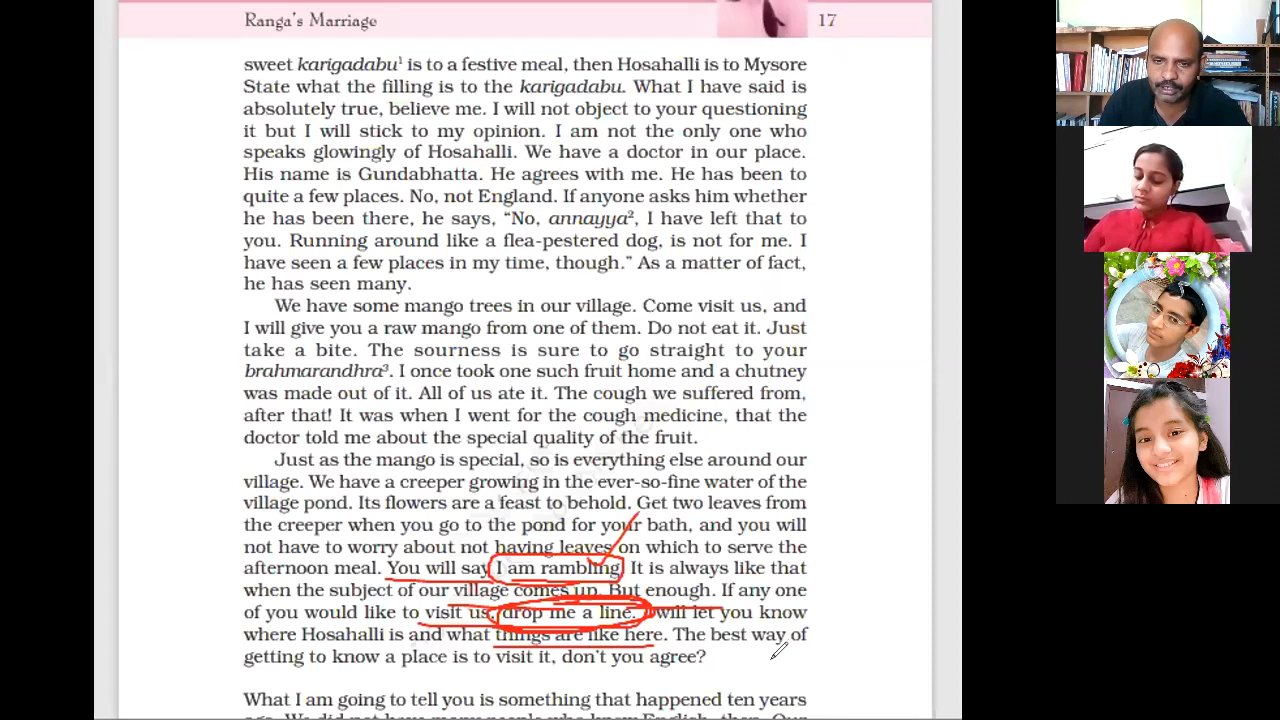 Ranga's Marriage
17
sweet karigadabu¹ is to a festive meal, then Hosahalli is to Mysore
State what the filling is to the karigadabu. What I have said is
absolutely true, believe me. I will not object to your questioning
it but I will stick to my opinion. I am not the only one who
speaks glowingly of Hosahalli. We have a doctor in our place.
His name is Gundabhatta. He agrees with me. He has been to
quite a few places. No, not England. If anyone asks him whether
he has been there, he says, “No, annayya², I have left that to
you. Running around like a flea-pestered dog, is not for me. I
have seen a few places in my time, though.” As a matter of fact,
he has seen many.
We have some mango trees in our village. Come visit us, and
I will give you a raw mango from one of them. Do not eat it. Just
take a bite. The sourness is sure to go straight to your
brahmarandhra³. I once took one such fruit home and a chutney
was made out of it. All of us ate it. The cough we suffered from,
after that! It was when I went for the cough medicine, that the
doctor told me about the special quality of the fruit.
Just as the mango is special, so is everything else around our
village. We have a creeper growing in the ever-so-fine water of the
village pond. Its flowers are a feast to behold. Get two leaves from
the creeper when you go to the pond for your bath, and you will
not have to worry about not having leaves on which to serve the
afternoon meal. You will say I am rambling. It is always like that
when the subject of our village comes up. But enough. If any one
of you would like to visit us, drop me a line. I will let you know
where Hosahalli is and what things are like here. The best way of
getting to know a place is to visit it, don't you agree?
What I am going to tell you is something that happened ten years
ago. We did not have many people who knew English, then. Our